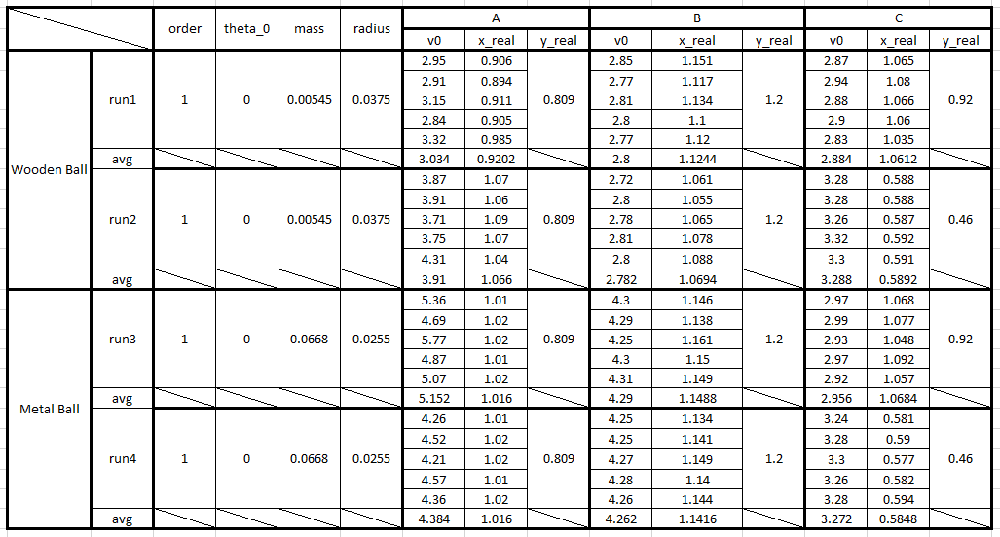 A B C
order theta_0 mass radius
v0 x_real y_real v0 x_real y_real v0 x_real y_real
2.95 0.906 2.85 1.151 2.87 1.065
2.91 0.894 2.77 1.117 2.94 1.08
run1 1 0 0.00545 0.0375 3.15 0.911 0.809 2.81 1.134 1.2 2.88 1.066 0.92
2.84 0.905 2.8 1.1 2.9 1.06
3.32 0.985 2.77 1.12 2.83 1.035
avg 3.034 0.9202 2.8 1.1244 2.884 1.0612
Wooden Ball
3.87 1.07 2.72 1.061 3.28 0.588
3.91 1.06 2.8 1.055 3.28 0.588
run2 1 0 0.00545 0.0375 3.71 1.09 0.809 2.78 1.065 1.2 3.26 0.587 0.46
3.75 1.07 2.81 1.078 3.32 0.592
4.31 1.04 2.8 1.088 3.3 0.591
avg 3.91 1.066 2.782 1.0694 3.288 0.5892
5.36 1.01 4.3 1.146 2.97 1.068
4.69 1.02 4.29 1.138 2.99 1.077
run3 1 0 0.0668 0.0255 5.77 1.02 0.809 4.25 1.161 1.2 2.93 1.048 0.92
4.87 1.01 4.3 1.15 2.97 1.092
5.07 1.02 4.31 1.149 2.92 1.057
avg 5.152 1.016 4.29 1.1488 2.956 1.0684
Metal Ball
4.26 1.01 4.25 1.134 3.24 0.581
4.52 1.02 4.25 1.141 3.28 0.59
run4 1 0 0.0668 0.0255 4.21 1.02 0.809 4.27 1.149 1.2 3.3 0.577 0.46
4.57 1.01 4.28 1.14 3.26 0.582
4.36 1.02 4.26 1.144 3.28 0.594
avg 4.384 1.016 4.262 1.1416 3.272 0.5848